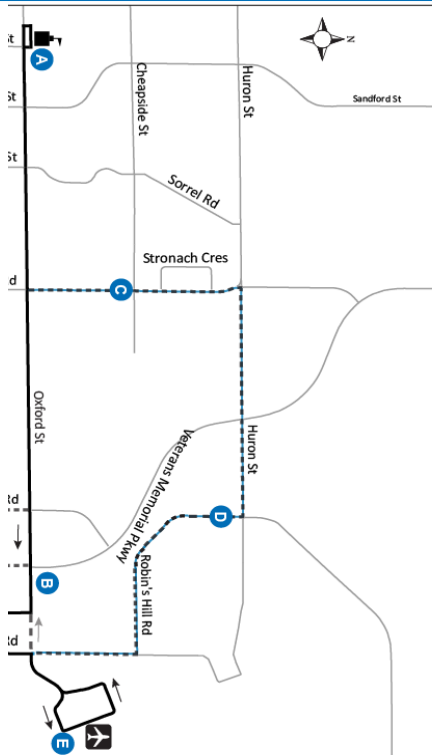 N
St
A
Cheapside St
Huron St
Sandford St
St
St
Sorrel Rd
Stronach Cres
d
C
Oxford St
Veterans Memorial Pkwy
Huron St
Rd
D
B
Robin's Hill Rd
Rd
E